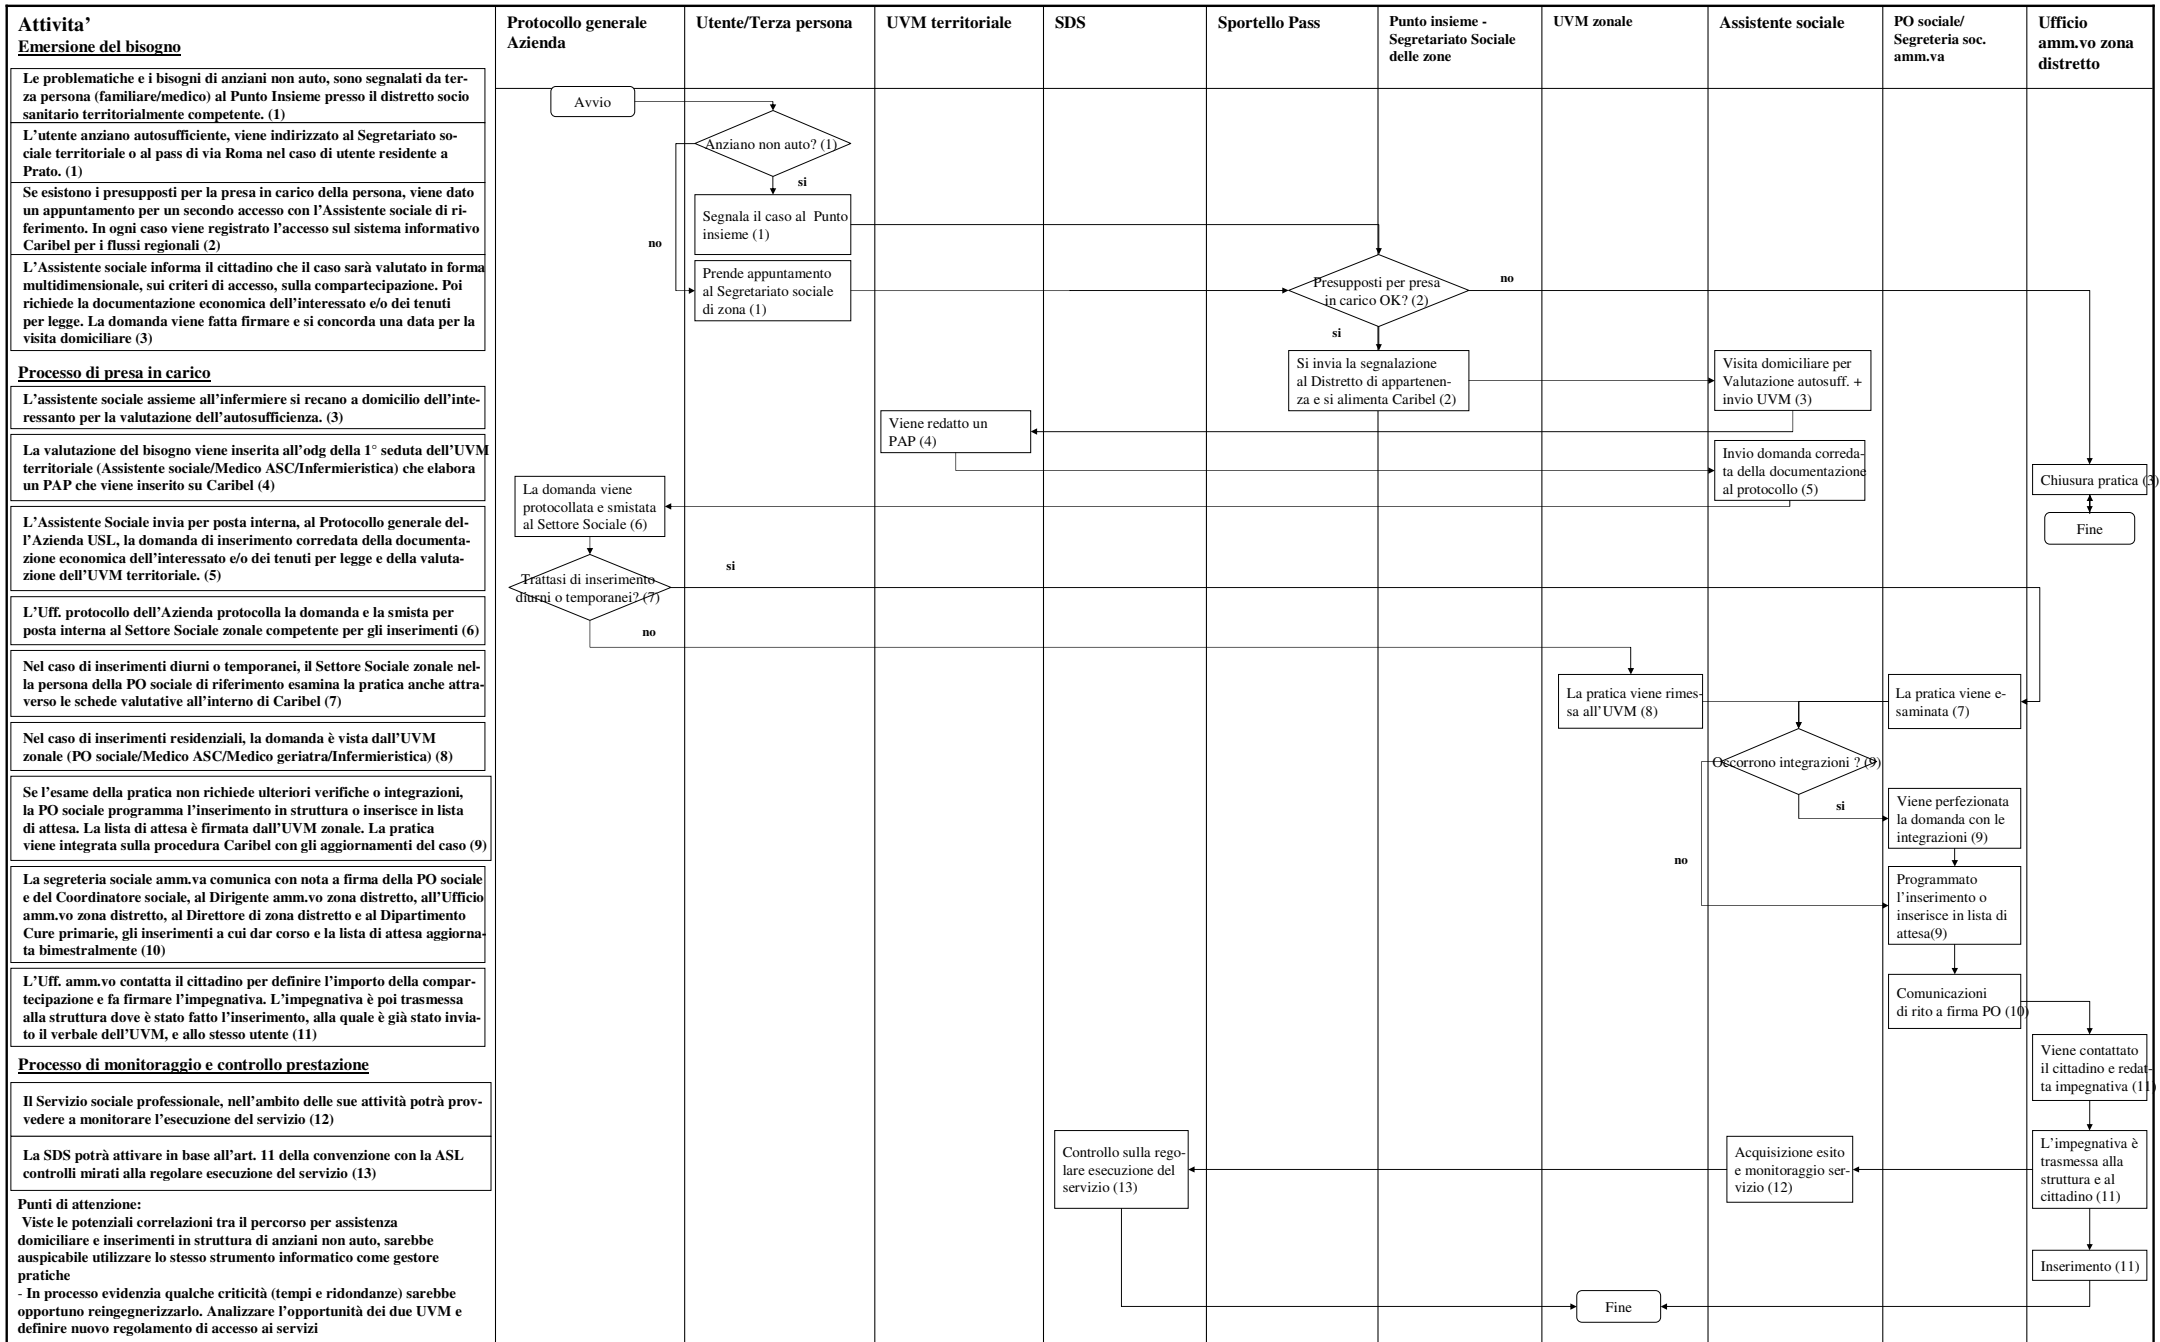 Attivita’
Emersione del bisogno
Le problematiche e i bisogni di anziani non auto, sono segnalati da ter-
za persona (familiare/medico) al Punto Insieme presso il distretto socio
sanitario territorialmente competente. (1)
L’utente anziano autosufficiente, viene indirizzato al Segretariato so-
ciale territoriale o al pass di via Roma nel caso di utente residente a
Prato. (1)
Se esistono i presupposti per la presa in carico della persona, viene dato
un appuntamento per un secondo accesso con l’Assistente sociale di ri-
ferimento. In ogni caso viene registrato l’accesso sul sistema informativo
Caribel per i flussi regionali (2)
L’Assistente sociale informa il cittadino che il caso sarà valutato in forma
multidimensionale, sui criteri di accesso, sulla compartecipazione. Poi
richiede la documentazione economica dell’interessato e/o dei tenuti
per legge. La domanda viene fatta firmare e si concorda una data per la
visita domiciliare (3)
Processo di presa in carico
L’assistente sociale assieme all’infermiere si recano a domicilio dell’inte-
ressanto per la valutazione dell’autosufficienza. (3)
La valutazione del bisogno viene inserita all’odg della 1° seduta dell’UVM
territoriale (Assistente sociale/Medico ASC/Infermieristica) che elabora
un PAP che viene inserito su Caribel (4)
L’Assistente Sociale invia per posta interna, al Protocollo generale del-
l’Azienda USL, la domanda di inserimento corredata della documenta-
zione economica dell’interessato e/o dei tenuti per legge e della valuta-
zione dell’UVM territoriale. (5)
L’Uff. protocollo dell’Azienda protocolla la domanda e la smista per
posta interna al Settore Sociale zonale competente per gli inserimenti (6)
Nel caso di inserimenti diurni o temporanei, il Settore Sociale zonale nel-
la persona della PO sociale di riferimento esamina la pratica anche attra-
verso le schede valutative all’interno di Caribel (7)
Nel caso di inserimenti residenziali, la domanda è vista dall’UVM
zonale (PO sociale/Medico ASC/Medico geriatra/Infermieristica) (8)
Se l’esame della pratica non richiede ulteriori verifiche o integrazioni,
la PO sociale programma l’inserimento in struttura o inserisce in lista
di attesa. La lista di attesa è firmata dall’UVM zonale. La pratica
viene integrata sulla procedura Caribel con gli aggiornamenti del caso (9)
La segreteria sociale amm.va comunica con nota a firma della PO sociale
e del Coordinatore sociale, al Dirigente amm.vo zona distretto, all’Ufficio
amm.vo zona distretto, al Direttore di zona distretto e al Dipartimento
Cure primarie, gli inserimenti a cui dar corso e la lista di attesa aggiorna-
ta bimestralmente (10)
L’Uff. amm.vo contatta il cittadino per definire l’importo della compar-
tecipazione e fa firmare l’impegnativa. L’impegnativa è poi trasmessa
alla struttura dove è stato fatto l’inserimento, alla quale è già stato invia-
to il verbale dell’UVM, e allo stesso utente (11)
Processo di monitoraggio e controllo prestazione
Il Servizio sociale professionale, nell’ambito delle sue attività potrà prov-
vedere a monitorare l’esecuzione del servizio (12)
La SDS potrà attivare in base all’art. 11 della convenzione con la ASL
controlli mirati alla regolare esecuzione del servizio (13)
Punti di attenzione:
Viste le potenziali correlazioni tra il percorso per assistenza
domiciliare e inserimenti in struttura di anziani non auto, sarebbe
auspicabile utilizzare lo stesso strumento informatico come gestore
pratiche
- In processo evidenzia qualche criticità (tempi e ridondanze) sarebbe
opportuno reingegnerizzarlo. Analizzare l’opportunità dei due UVM e
definire nuovo regolamento di accesso ai servizi
Protocollo generale
Azienda
Utente/Terza persona
UVM territoriale
SDS
Sportello Pass
Punto insieme -
Segretariato Sociale
delle zone
UVM zonale
Assistente sociale
PO sociale/
Segreteria soc.
amm.va
Ufficio
amm.vo zona
distretto
Avvio
Anziano non auto? (1)
si
no
Segnala il caso al Punto
insieme (1)
Prende appuntamento
al Segretariato sociale
di zona (1)
Presupposti per presa
in carico OK? (2)
no
si
Si invia la segnalazione
al Distretto di appartenen-
za e si alimenta Caribel (2)
Visita domiciliare per
Valutazione autosuff. +
invio UVM (3)
Viene redatto un
PAP (4)
Invio domanda correda-
ta della documentazione
al protocollo (5)
Chiusura pratica (3)
Fine
La domanda viene
protocollata e smistata
al Settore Sociale (6)
Trattasi di inserimento
diurni o temporanei? (7)
si
no
La pratica viene rimes-
sa all’UVM (8)
La pratica viene e-
saminata (7)
Occorrono integrazioni ? (9)
si
no
Viene perfezionata
la domanda con le
integrazioni (9)
Programmato
l’inserimento o
inserisce in lista di
attesa(9)
Comunicazioni
di rito a firma PO (10)
Viene contattato
il cittadino e redat-
ta impegnativa (11)
L’impegnativa è
trasmessa alla
struttura e al
cittadino (11)
Acquisizione esito
e monitoraggio ser-
vizio (12)
Controllo sulla rego-
lare esecuzione del
servizio (13)
Inserimento (11)
Fine